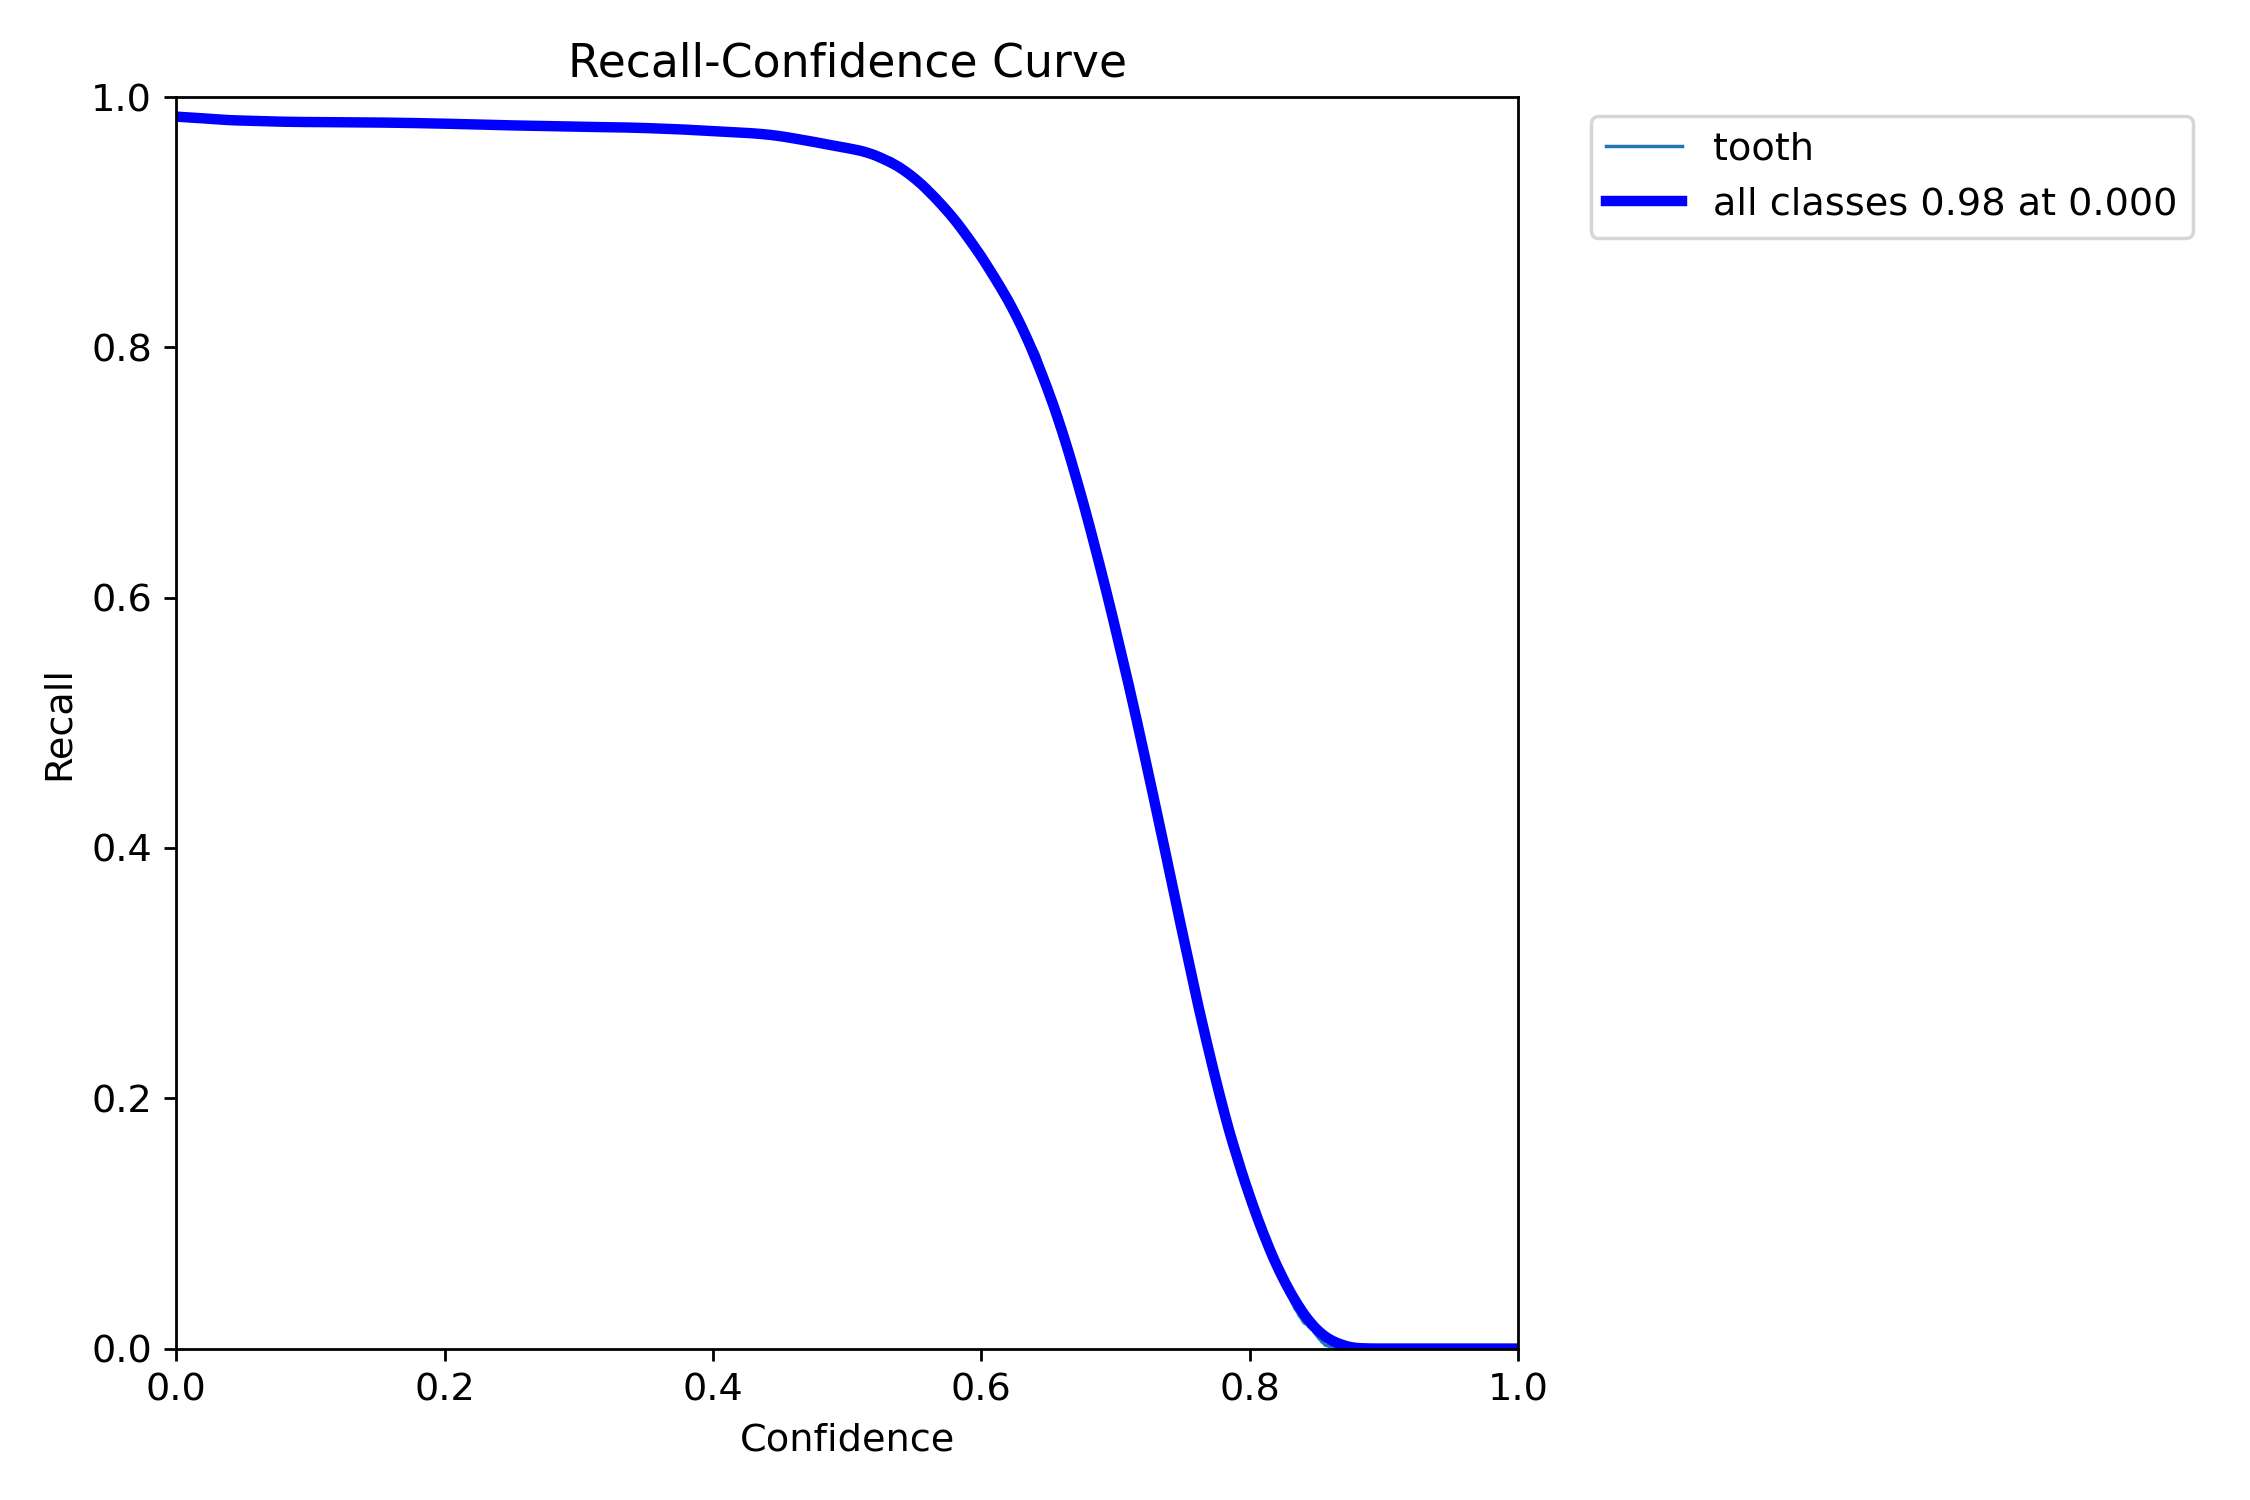 Recall-Confidence Curve
1.0
0.8
0.6
0.4
0.2
0.0
Recall
0.0 0.2 0.4 0.6 0.8 1.0
Confidence
tooth
all classes 0.98 at 0.000